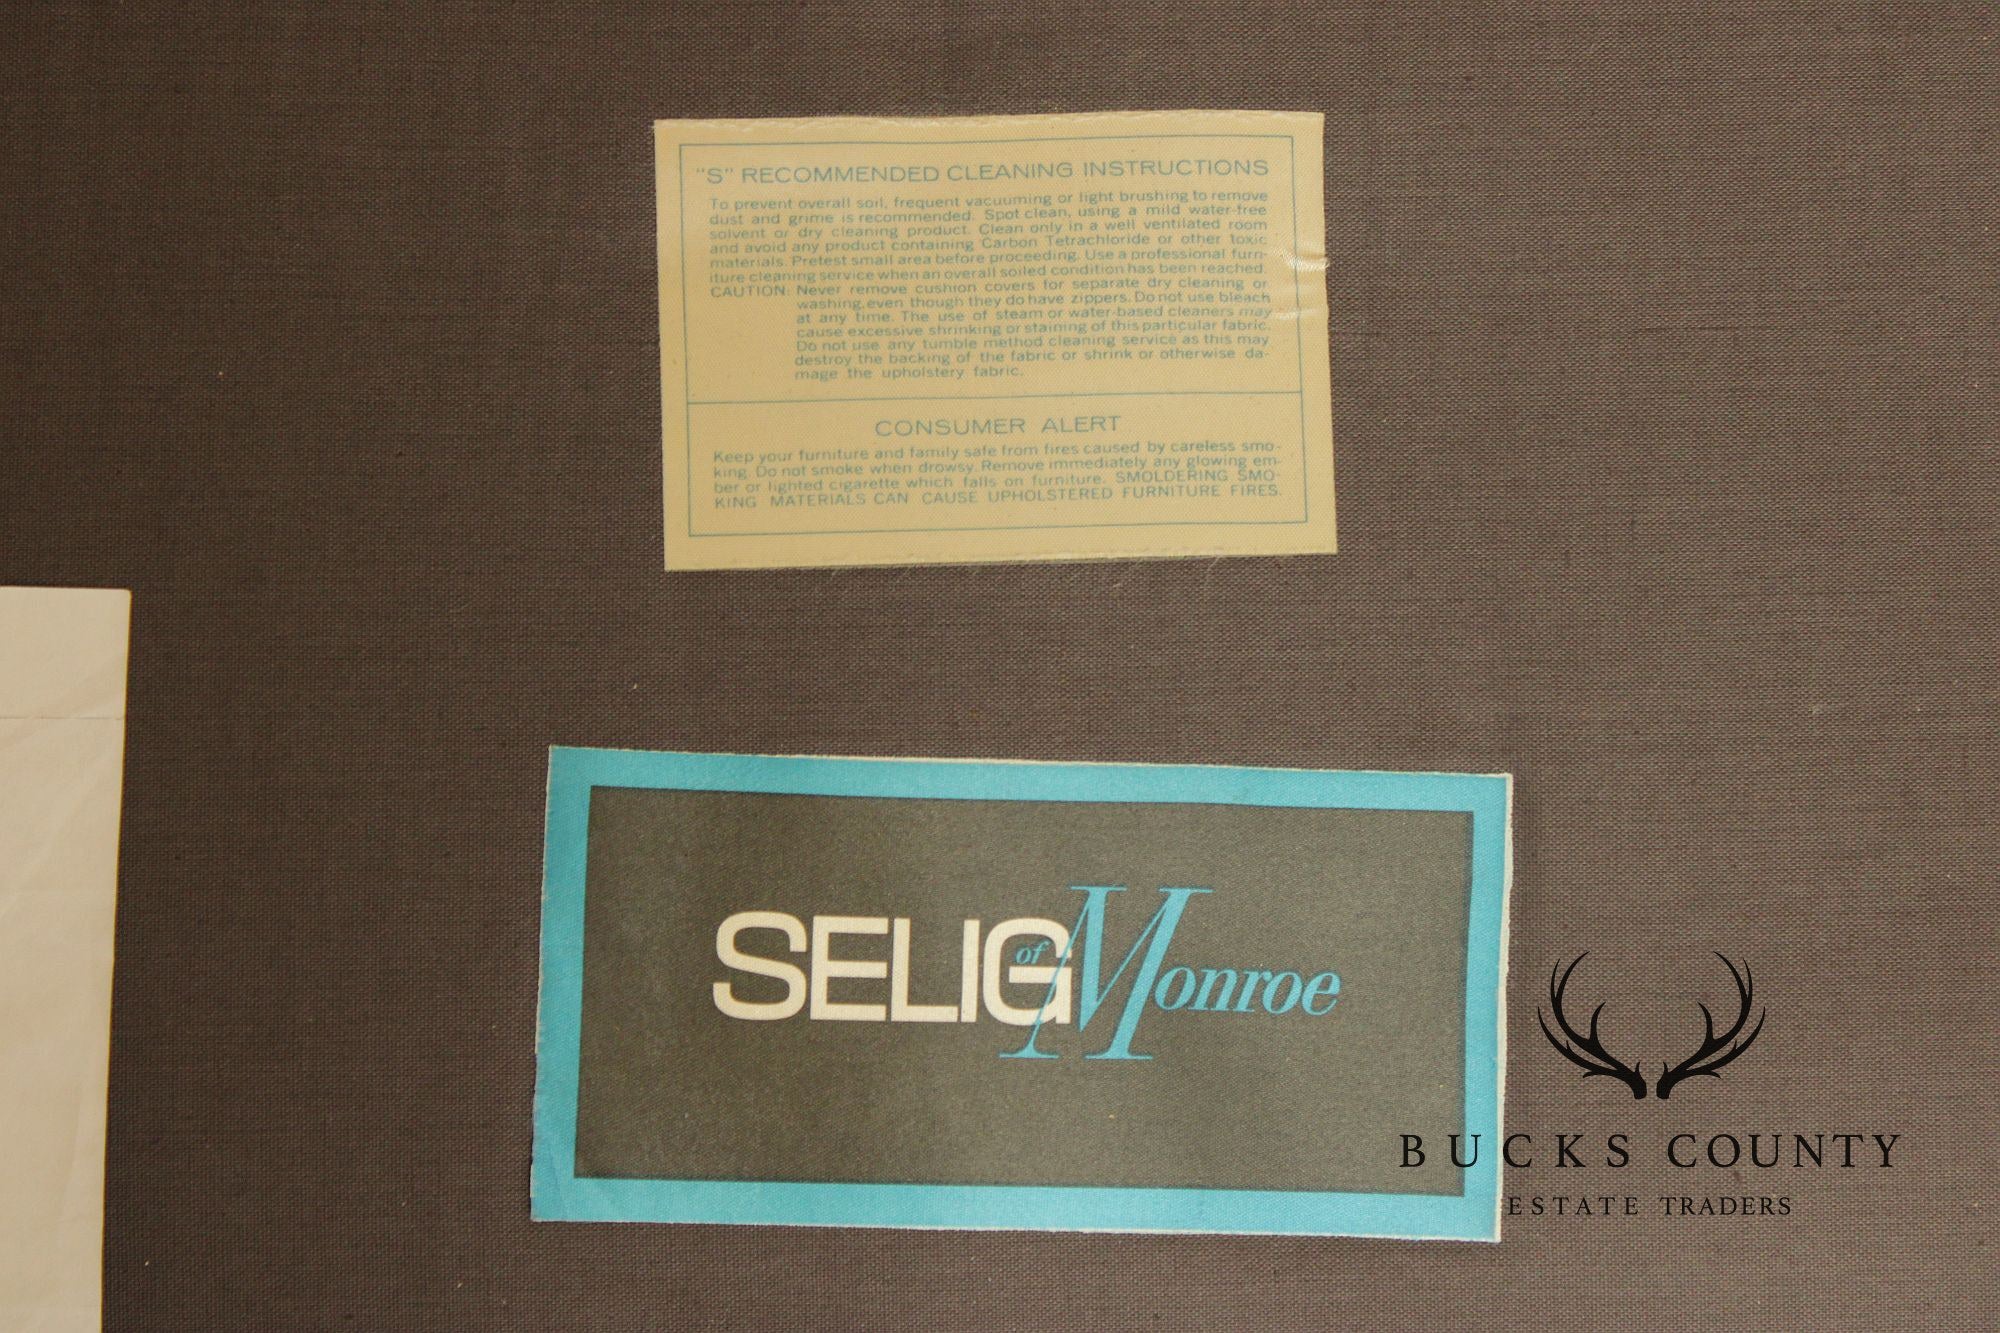 "S" RECOMMENDED CLEANING INSTRUCTIONS
To prevent overall soil, frequent vacuuming or light brushing to remove
dust and grime is recommended. Spot clean, using a mild water-free
solvent or dry cleaning product. Clean only in a well ventilated room
and avoid any product containing Carbon Tetrachloride or other toxic
materials. Pretest small area before proceeding. Use a professional furn-
iture cleaning service when an overall soiled condition has been reached.
CAUTION: Never remove cushion covers for separate dry cleaning or
washing, even though they do have zippers. Do not use bleach
at any time. The use of steam or water-based cleaners may
cause excessive shrinking or staining of this particular fabric.
Do not use any tumble method cleaning service as this may
destroy the backing of the fabric or shrink or otherwise da-
mage the upholstery fabric.
CONSUMER ALERT
Keep your furniture and family safe from fires caused by careless smo-
king. Do not smoke when drowsy. Remove immediately any glowing em-
ber or lighted cigarette which falls on furniture. SMOLDERING SMO-
KING MATERIALS CAN CAUSE UPHOLSTERED FURNITURE FIRES.
SELIG of Monroe
BUCKS COUNTY
ESTATE TRADERS